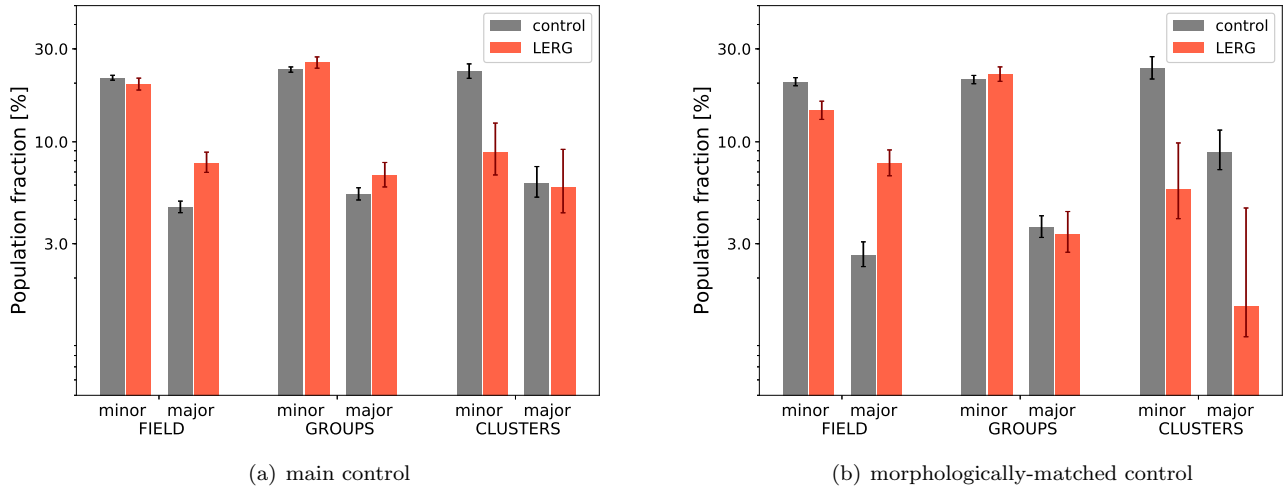 Population fraction [%]
30.0
10.0
3.0
control
LERG
minor major minor major minor major
FIELD GROUPS CLUSTERS
(a) main control
Population fraction [%]
30.0
10.0
3.0
control
LERG
minor major minor major minor major
FIELD GROUPS CLUSTERS
(b) morphologically-matched control